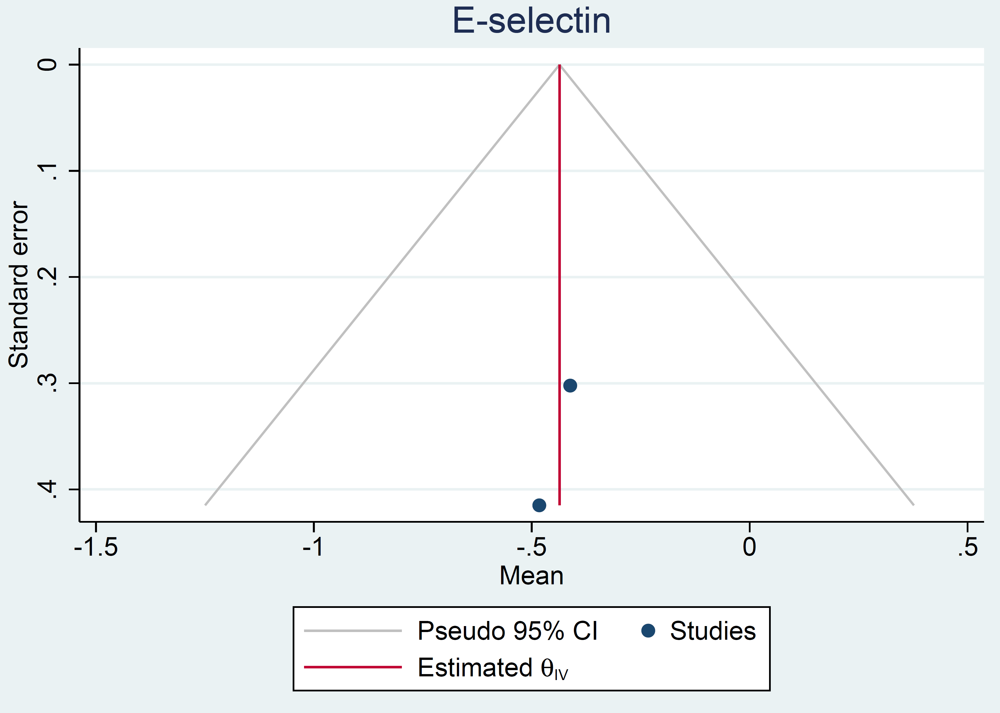 E-selectin
Standard error
0
.1
.2
.3
.4
-1.5 -1 -.5 0 .5
Mean
Pseudo 95% CI Studies
Estimated θIV